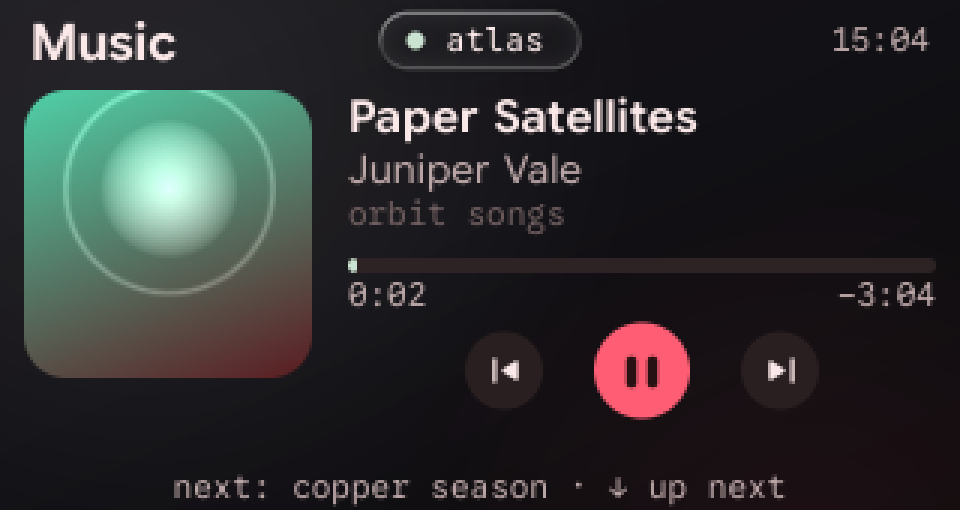 Music
atlas
15:04
Paper Satellites
Juniper Vale
orbit songs
0:02
−3:04
next: copper season · ↓ up next